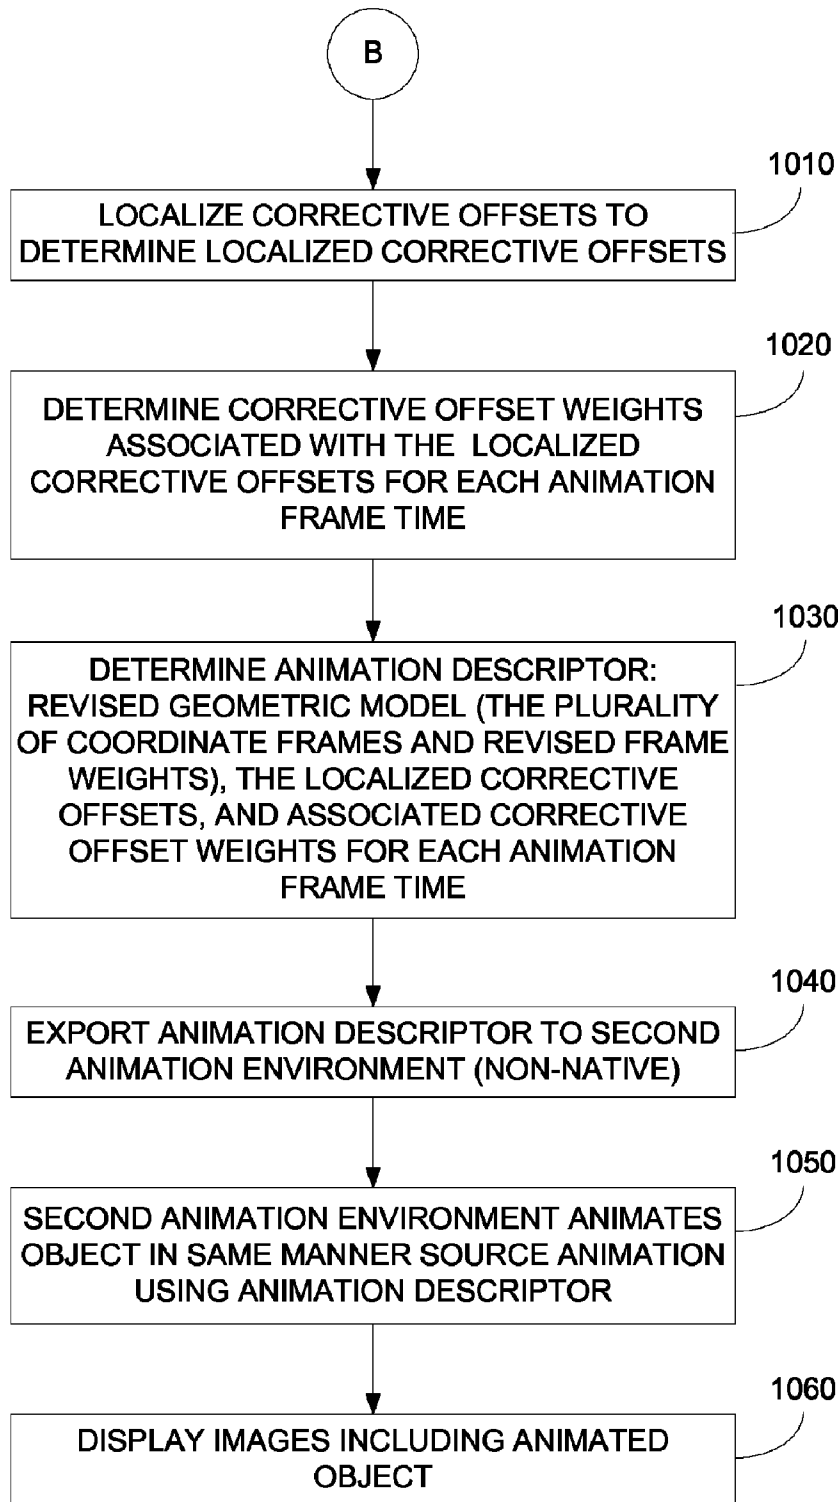 B
1010
LOCALIZE CORRECTIVE OFFSETS TO
DETERMINE LOCALIZED CORRECTIVE OFFSETS
1020
DETERMINE CORRECTIVE OFFSET WEIGHTS
ASSOCIATED WITH THE LOCALIZED
CORRECTIVE OFFSETS FOR EACH ANIMATION
FRAME TIME
1030
DETERMINE ANIMATION DESCRIPTOR:
REVISED GEOMETRIC MODEL (THE PLURALITY
OF COORDINATE FRAMES AND REVISED FRAME
WEIGHTS), THE LOCALIZED CORRECTIVE
OFFSETS, AND ASSOCIATED CORRECTIVE
OFFSET WEIGHTS FOR EACH ANIMATION
FRAME TIME
1040
EXPORT ANIMATION DESCRIPTOR TO SECOND
ANIMATION ENVIRONMENT (NON-NATIVE)
1050
SECOND ANIMATION ENVIRONMENT ANIMATES
OBJECT IN SAME MANNER SOURCE ANIMATION
USING ANIMATION DESCRIPTOR
1060
DISPLAY IMAGES INCLUDING ANIMATED
OBJECT